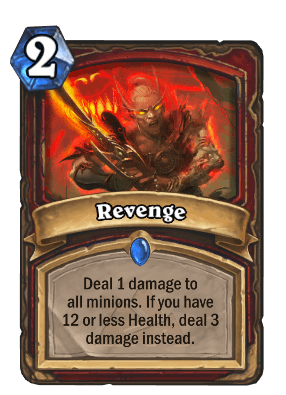 2
Revenge
Deal 1 damage to
all minions. If you have
12 or less Health, deal 3
damage instead.